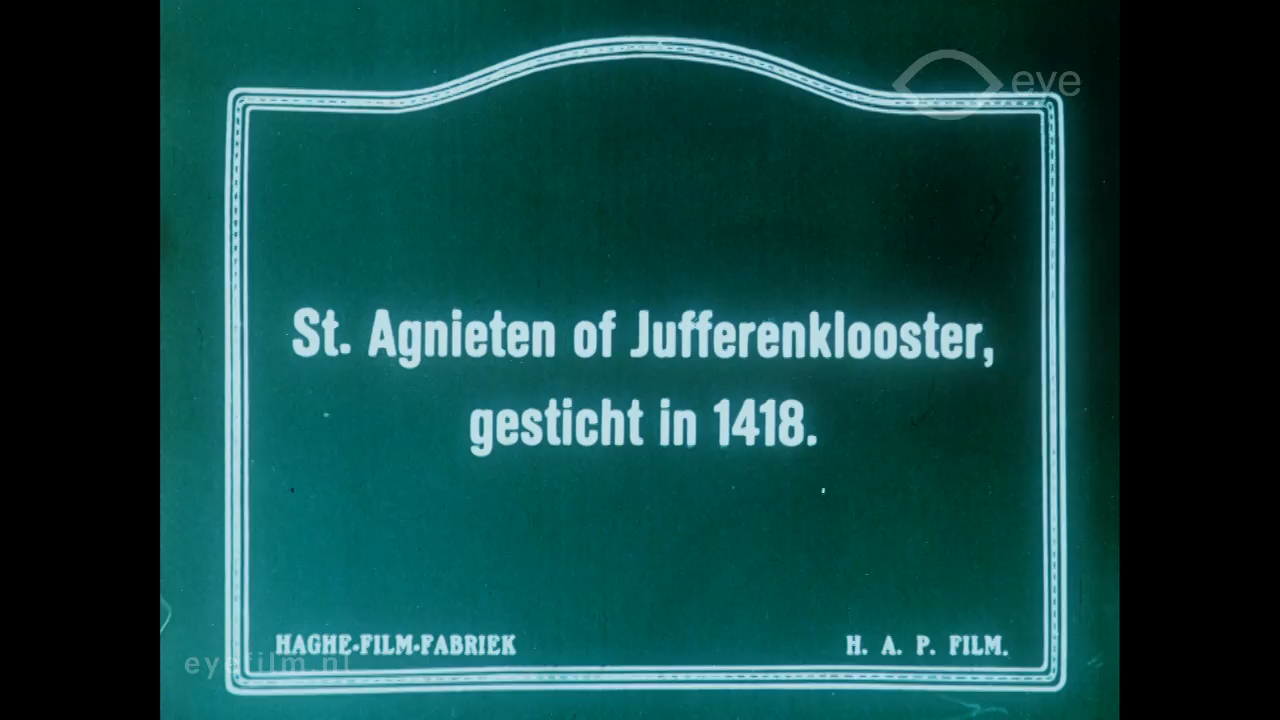 eye
St. Agnieten of Jufferenklooster,
gesticht in 1418.
HAGHE-FILM-FABRIEK H. A. P. FILM.
eyefilm.nl